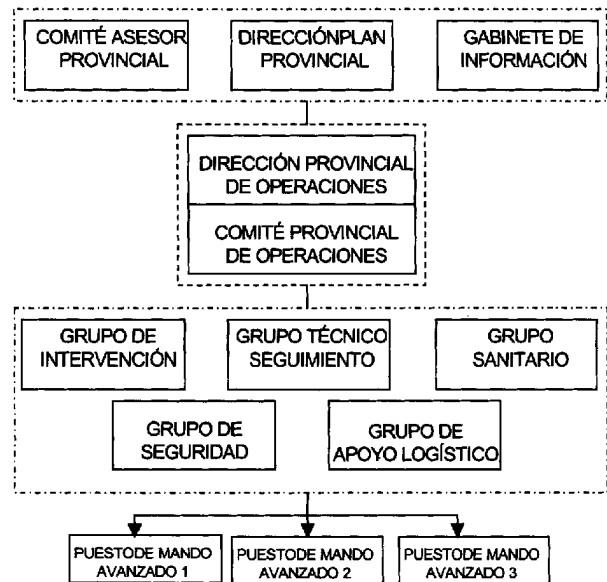 COMITÉ ASESOR
PROVINCIAL
DIRECCIÓNPLAN
PROVINCIAL
GABINETE DE
INFORMACIÓN
DIRECCIÓN PROVINCIAL
DE OPERACIONES
COMITÉ PROVINCIAL
DE OPERACIONES
GRUPO DE
INTERVENCIÓN
GRUPO TÉCNICO
SEGUIMIENTO
GRUPO
SANITARIO
GRUPO DE
SEGURIDAD
GRUPO DE
APOYO LOGÍSTICO
PUESTODE MANDO
AVANZADO 1
PUESTODE MANDO
AVANZADO 2
PUESTODE MANDO
AVANZADO 3